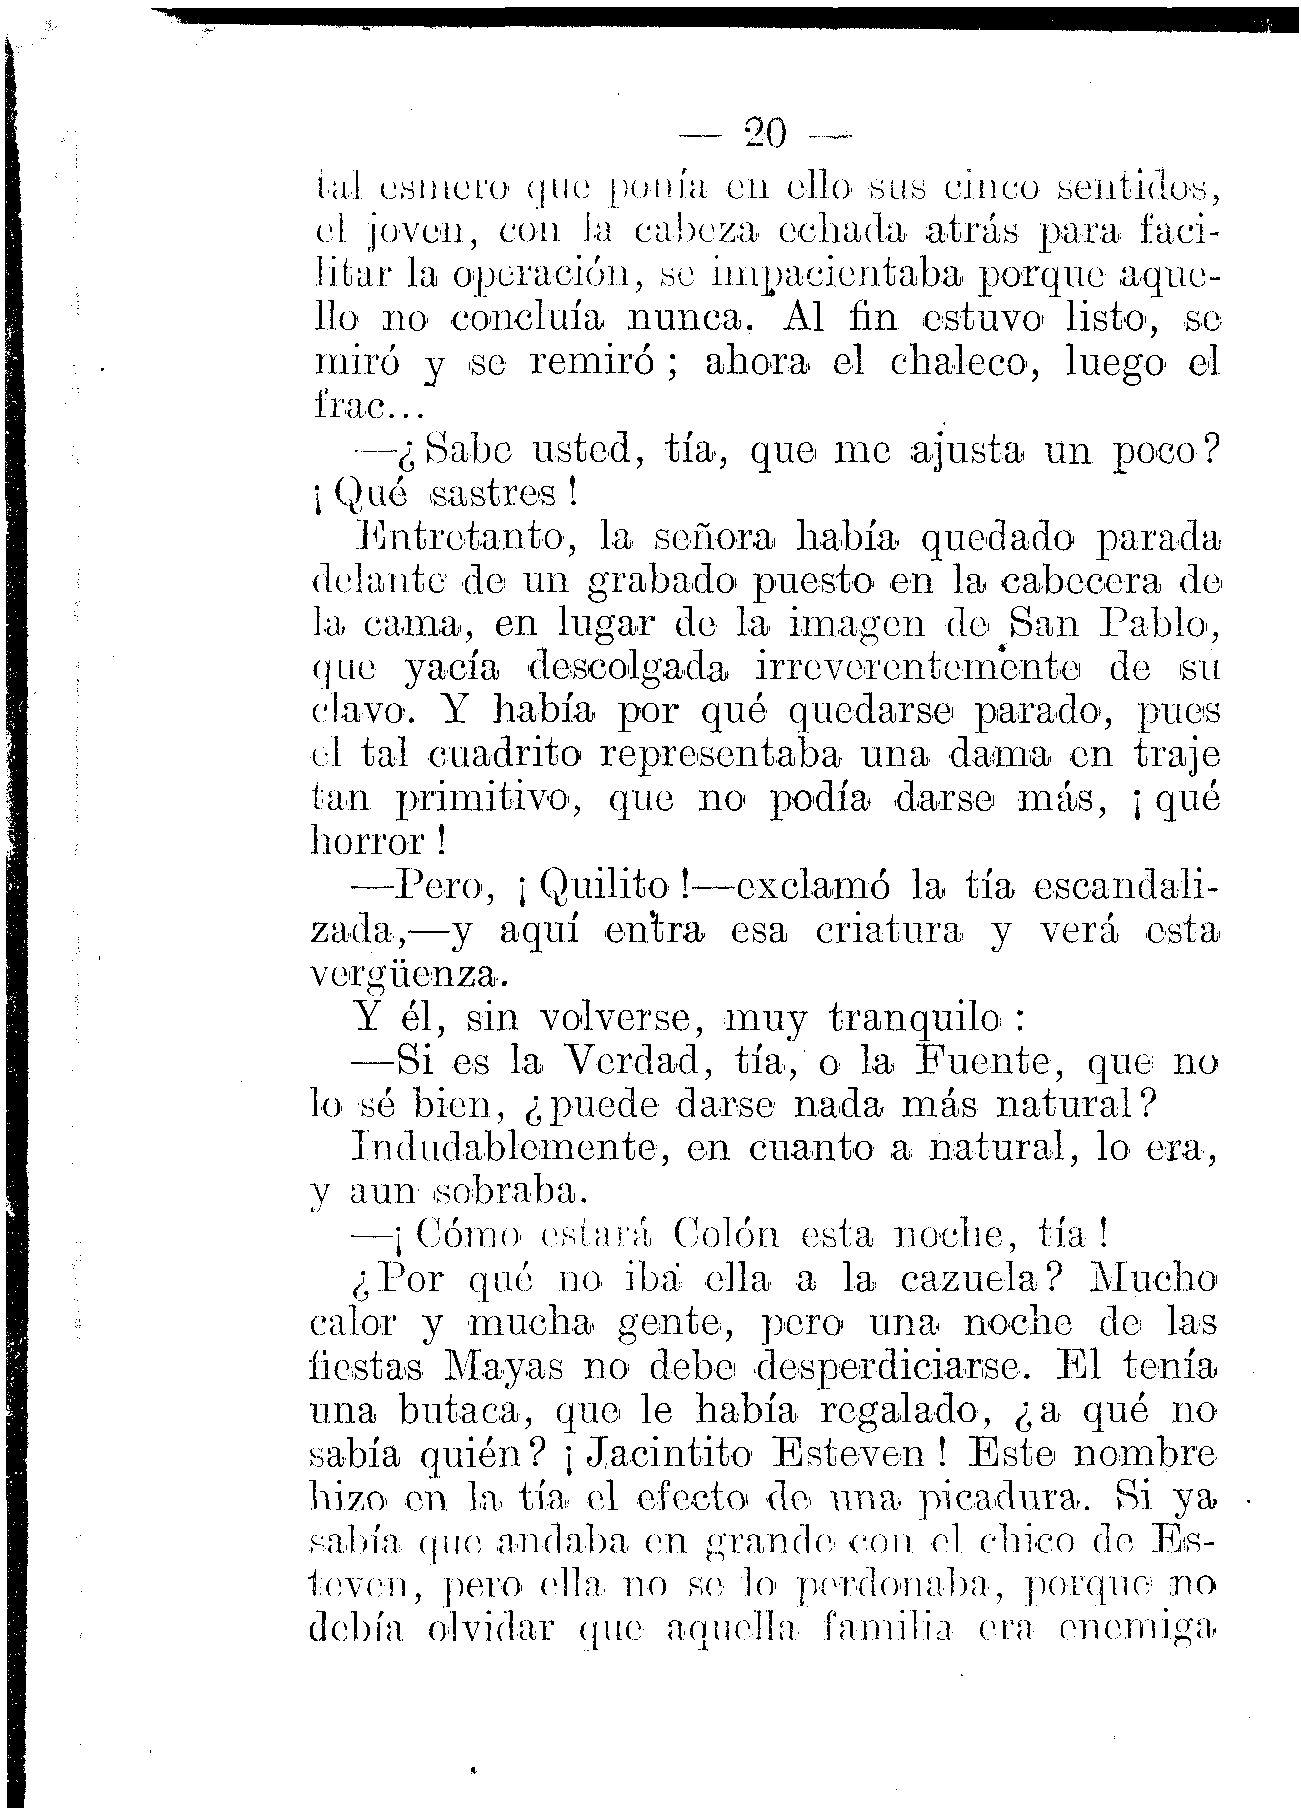 — 20 —
tal esmero que ponía en ello sus cinco sentidos,
el joven, con la cabeza echada atrás para faci-
litar la operación, se impacientaba porque aque-
llo no concluía nunca. Al fin estuvo listo, se
miró y se remiró ; ahora el chaleco, luego el
frac...
—¿Sabe usted, tía, que me ajusta un poco?
¡Qué sastres!
Entretanto, la señora había quedado parada
delante de un grabado puesto en la cabecera de
la cama, en lugar de la imagen de San Pablo,
que yacía descolgada irreverentemente de su
clavo. Y había por qué quedarse parado, pues
el tal cuadrito representaba una dama en traje
tan primitivo, que no podía darse más, ¡qué
horror!
—Pero, ¡Quilito!—exclamó la tía escandali-
zada,—y aquí entra esa criatura y verá esta
vergüenza.
Y él, sin volverse, muy tranquilo :
—Si es la Verdad, tía, o la Fuente, que no
lo sé bien, ¿puede darse nada más natural?
Indudablemente, en cuanto a natural, lo era,
y aun sobraba.
—¡Cómo estará Colón esta noche, tía!
¿Por qué no iba ella a la cazuela? Mucho
calor y mucha gente, pero una noche de las
fiestas Mayas no debe desperdiciarse. El tenía
una butaca, que le había regalado, ¿a qué no
sabía quién? ¡Jacintito Esteven! Este nombre
hizo en la tía el efecto de una picadura. Si ya
sabía que andaba en grande con el chico de Es-
teven, pero ella no se lo perdonaba, porque no
debía olvidar que aquella familia era enemiga